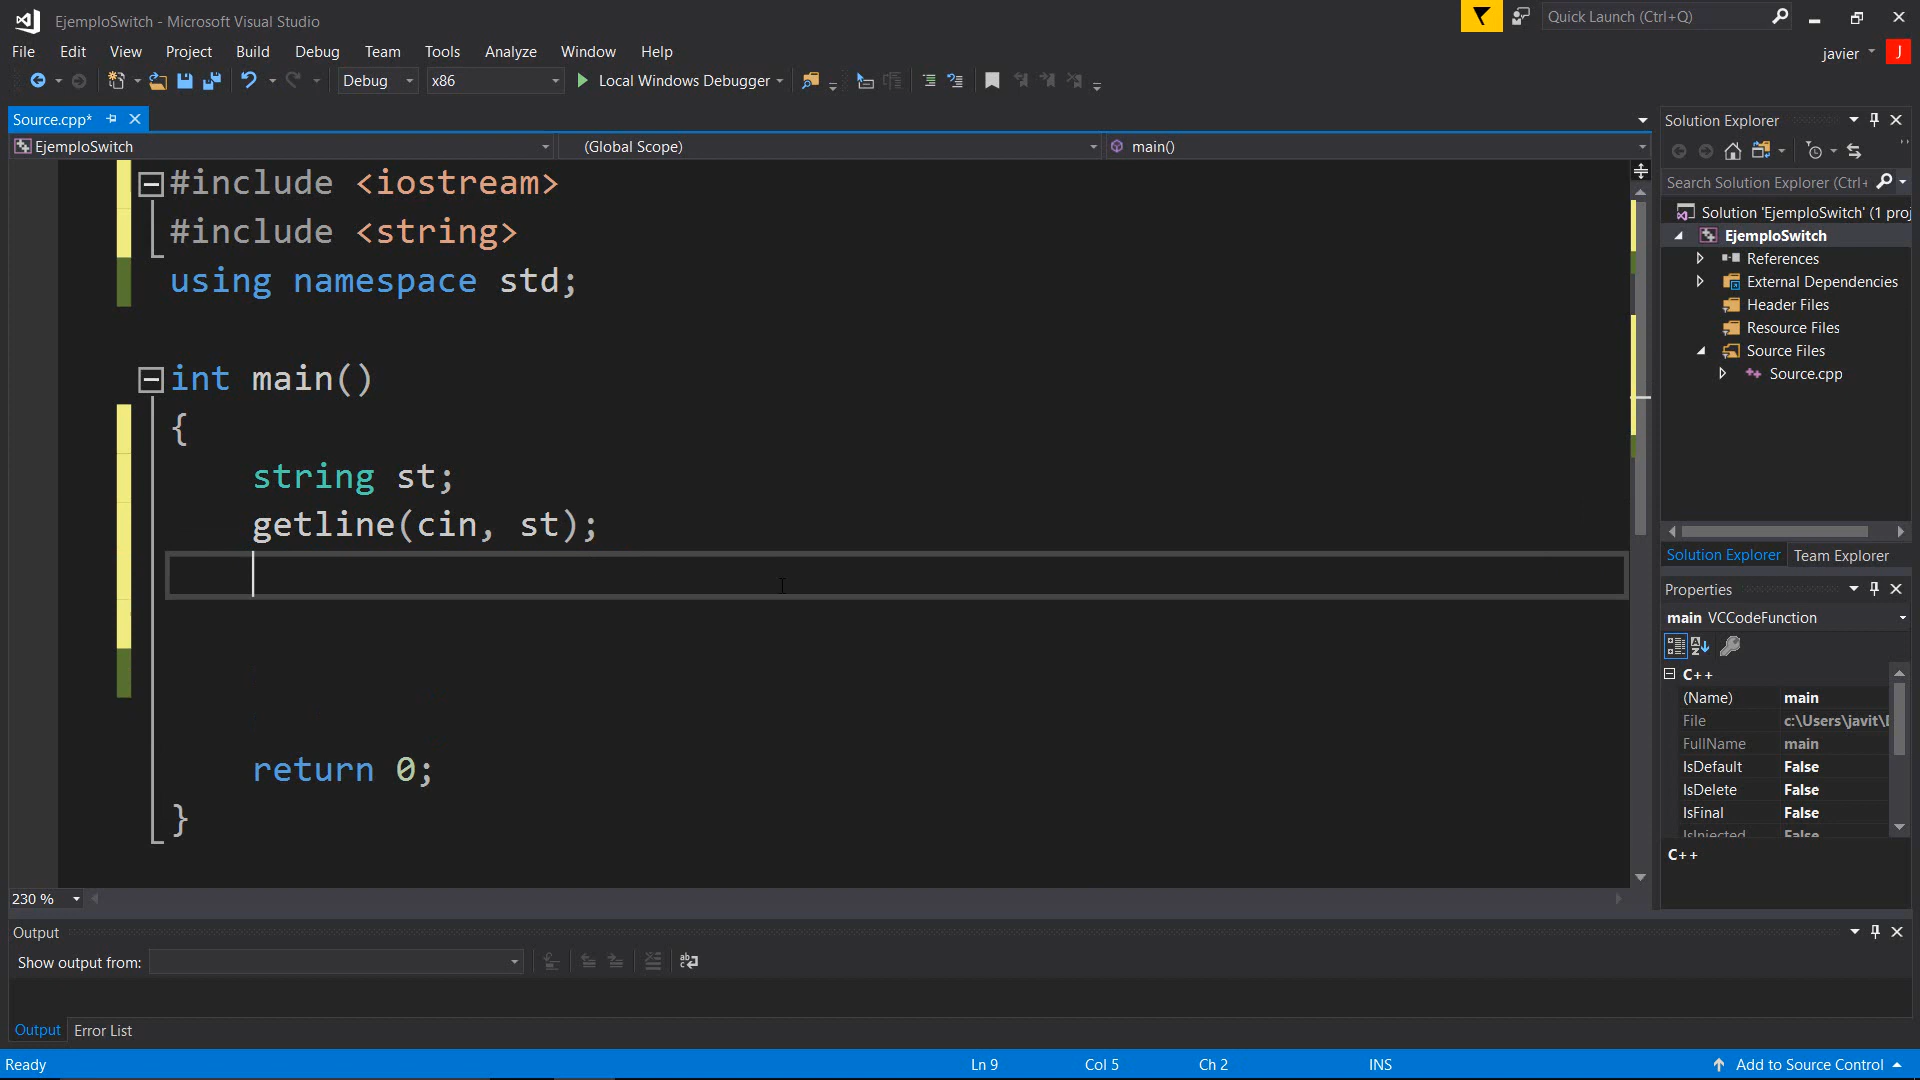 EjemploSwitch - Microsoft Visual Studio
Quick Launch (Ctrl+Q)
File Edit View Project Build Debug Team Tools Analyze Window Help
javier J
Debug x86 Local Windows Debugger
Source.cpp*
EjemploSwitch (Global Scope) main()
#include <iostream>
#include <string>
using namespace std;
int main()
{
string st;
getline(cin, st);
return 0;
}
230 %
Solution Explorer
Search Solution Explorer (Ctrl+
Solution 'EjemploSwitch' (1 proj
EjemploSwitch
References
External Dependencies
Header Files
Resource Files
Source Files
Source.cpp
Solution Explorer Team Explorer
Properties
main VCCodeFunction
C++
(Name) main
File c:\Users\javit\
FullName main
IsDefault False
IsDelete False
IsFinal False
IsInjected False
C++
Output
Show output from:
Output Error List
Ready Ln 9 Col 5 Ch 2 INS Add to Source Control